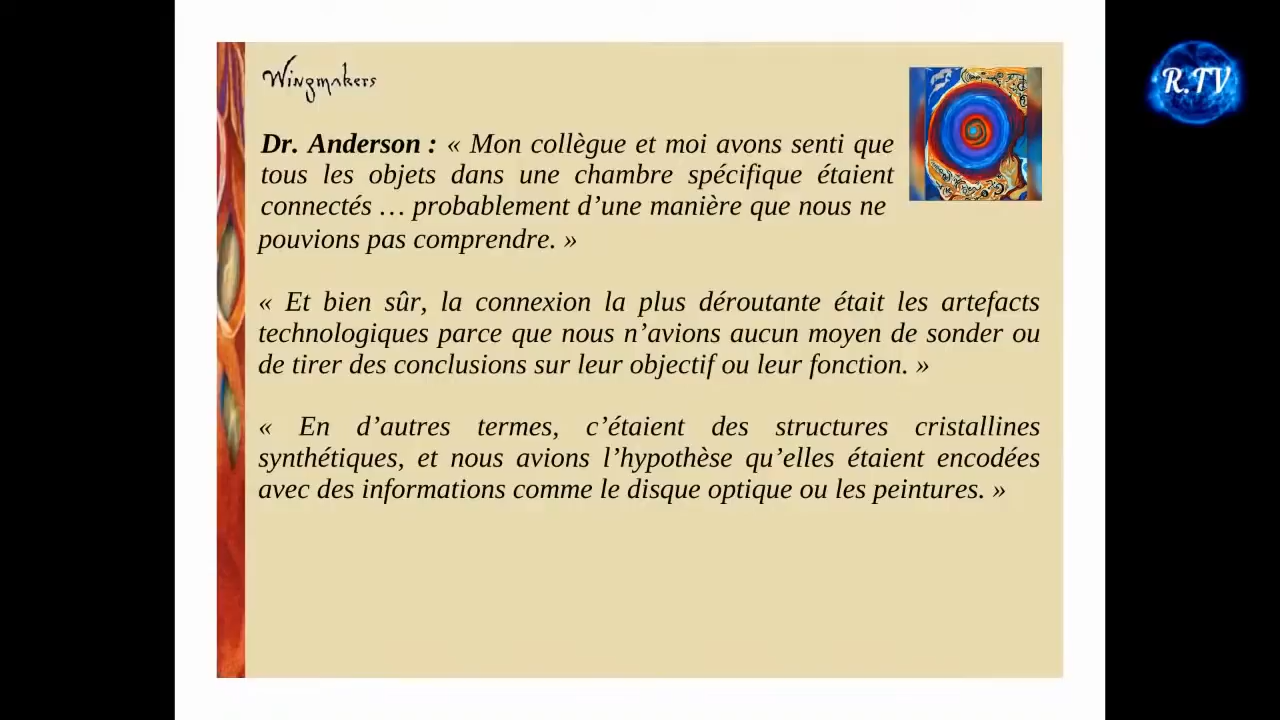 Wingmakers
R.TV
Dr. Anderson : « Mon collègue et moi avons senti que
tous les objets dans une chambre spécifique étaient
connectés … probablement d’une manière que nous ne
pouvions pas comprendre. »
« Et bien sûr, la connexion la plus déroutante était les artefacts
technologiques parce que nous n’avions aucun moyen de sonder ou
de tirer des conclusions sur leur objectif ou leur fonction. »
« En d’autres termes, c’étaient des structures cristallines
synthétiques, et nous avions l’hypothèse qu’elles étaient encodées
avec des informations comme le disque optique ou les peintures. »